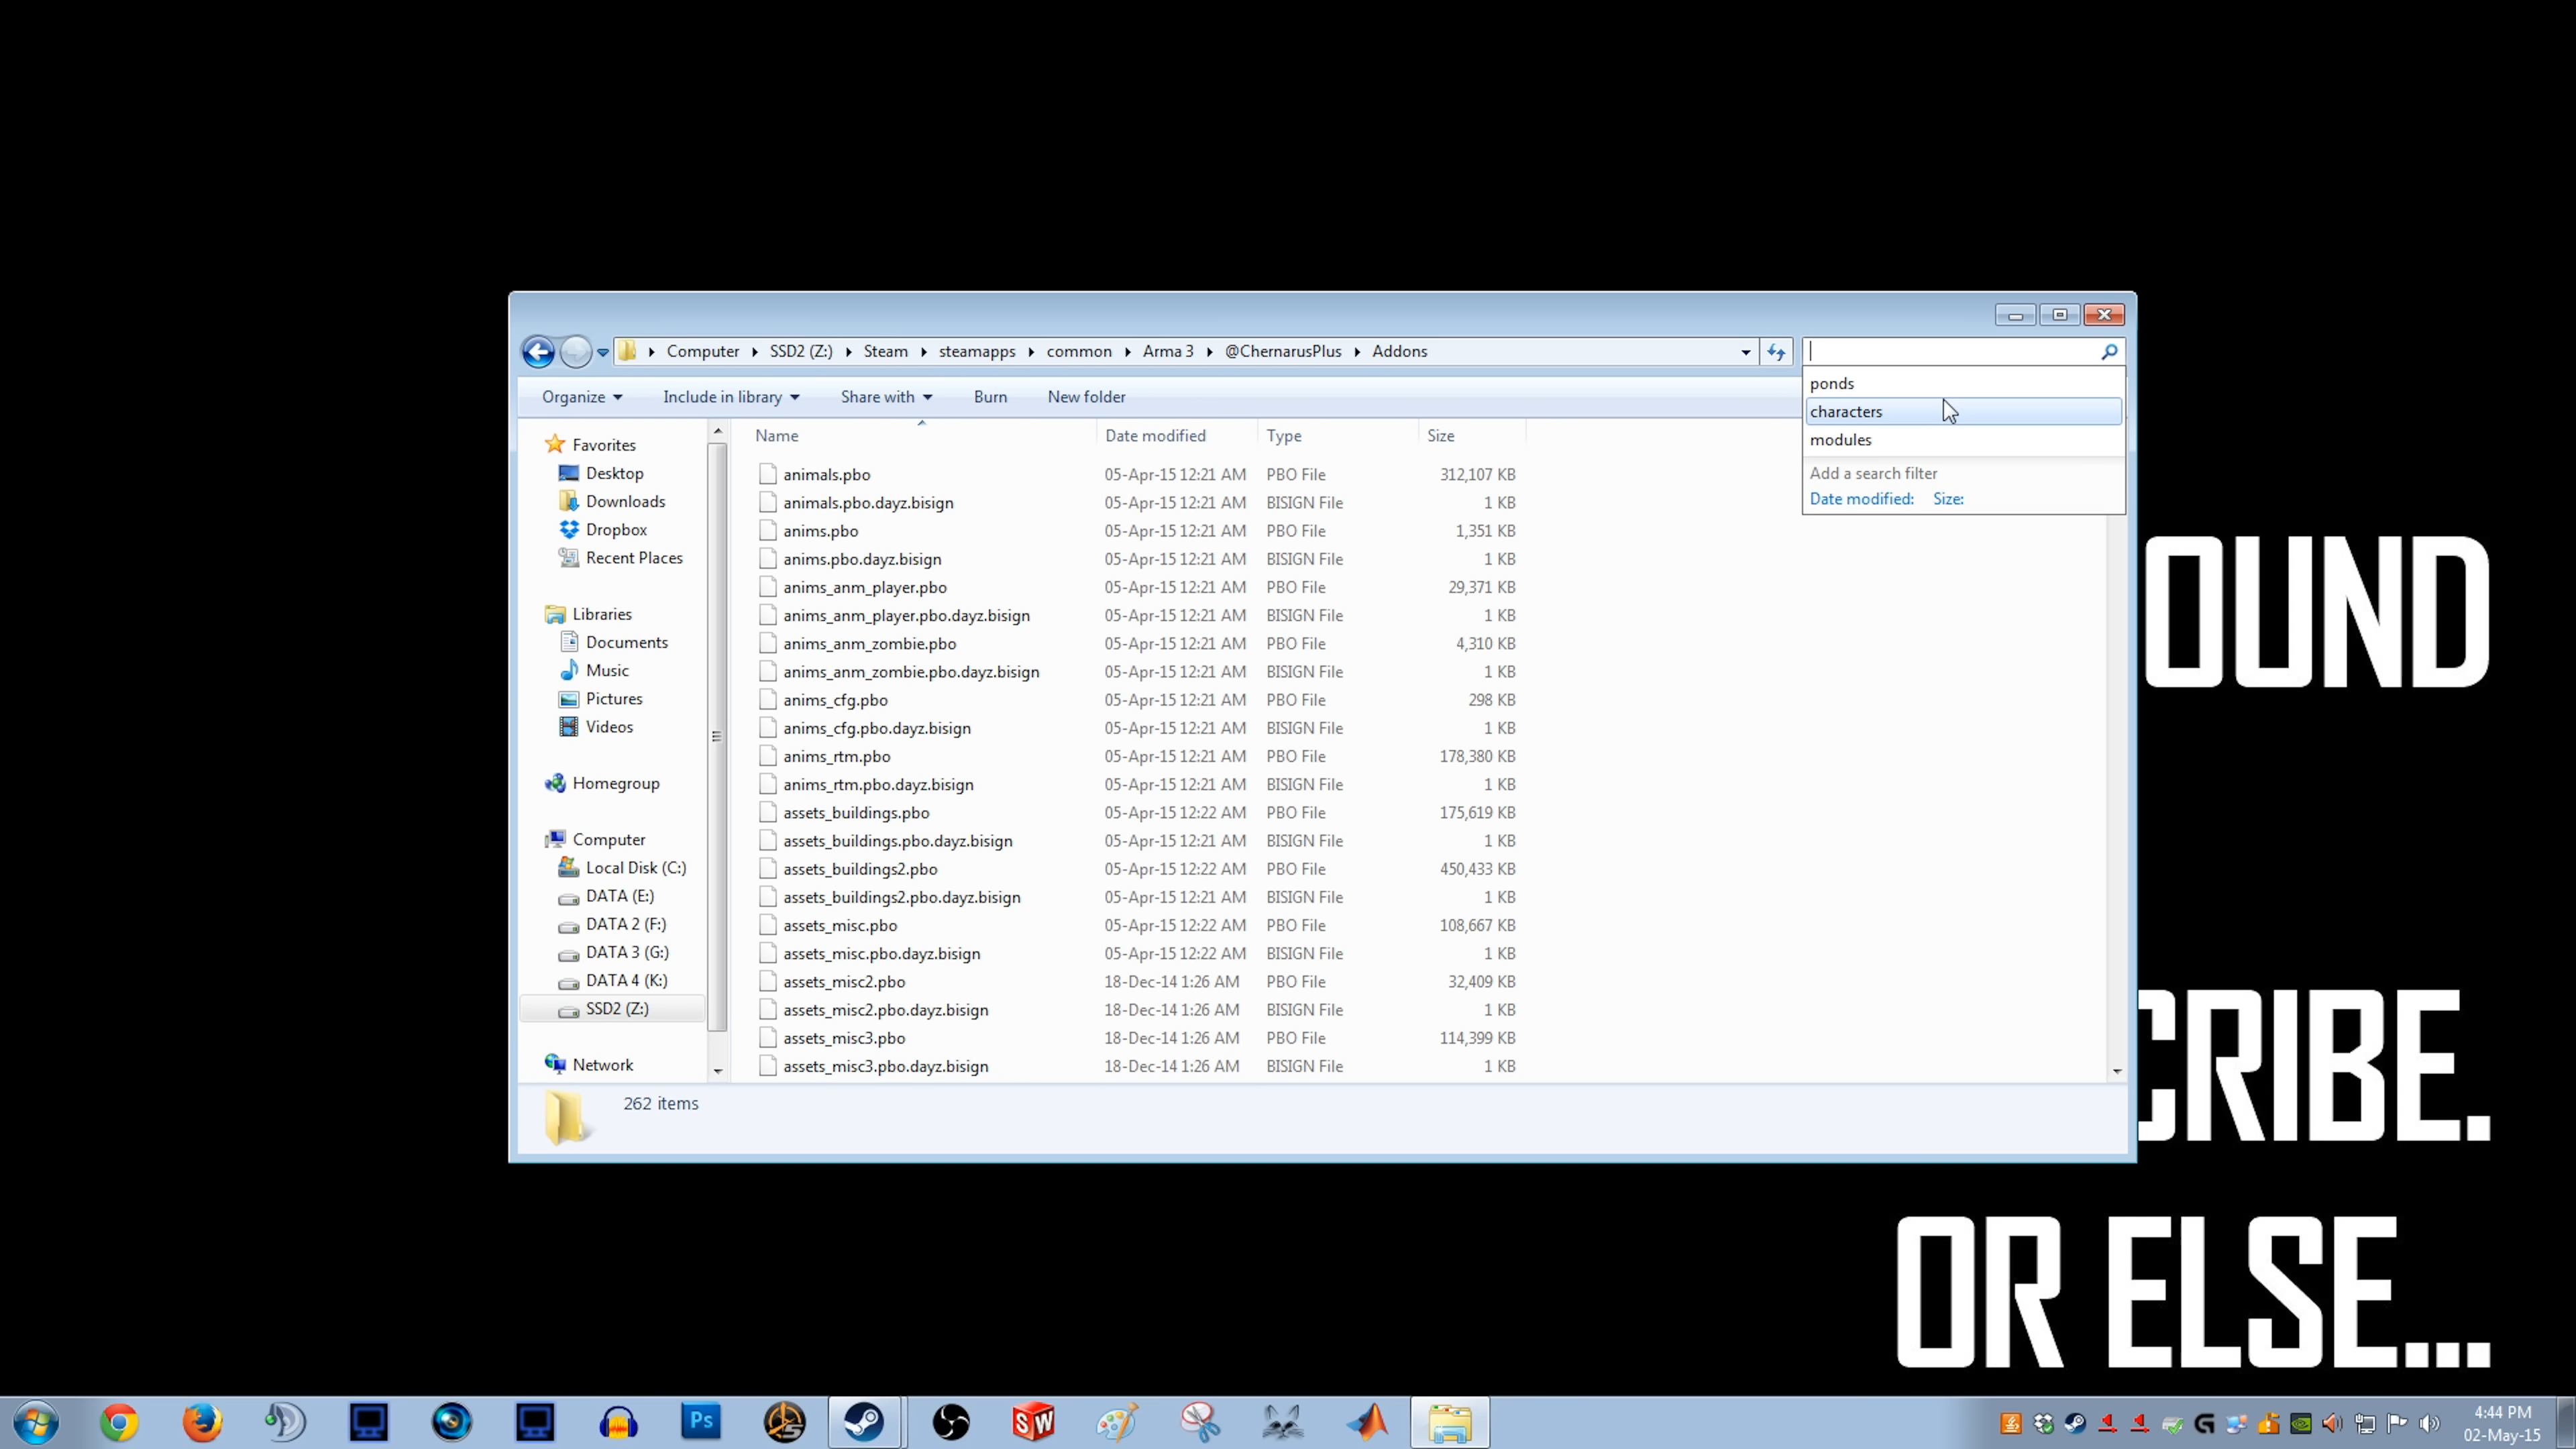 Computer ▸ SSD2 (Z:) ▸ Steam ▸ steamapps ▸ common ▸ Arma 3 ▸ @ChernarusPlus ▸ Addons
Organize Include in library Share with Burn New folder
ponds
characters
modules
Add a search filter
Date modified: Size:
Favorites
Desktop
Downloads
Dropbox
Recent Places
Libraries
Documents
Music
Pictures
Videos
Homegroup
Computer
Local Disk (C:)
DATA (E:)
DATA 2 (F:)
DATA 3 (G:)
DATA 4 (K:)
SSD2 (Z:)
Network
Name Date modified Type Size
animals.pbo 05-Apr-15 12:21 AM PBO File 312,107 KB
animals.pbo.dayz.bisign 05-Apr-15 12:21 AM BISIGN File 1 KB
anims.pbo 05-Apr-15 12:21 AM PBO File 1,351 KB
anims.pbo.dayz.bisign 05-Apr-15 12:21 AM BISIGN File 1 KB
anims_anm_player.pbo 05-Apr-15 12:21 AM PBO File 29,371 KB
anims_anm_player.pbo.dayz.bisign 05-Apr-15 12:21 AM BISIGN File 1 KB
anims_anm_zombie.pbo 05-Apr-15 12:21 AM PBO File 4,310 KB
anims_anm_zombie.pbo.dayz.bisign 05-Apr-15 12:21 AM BISIGN File 1 KB
anims_cfg.pbo 05-Apr-15 12:21 AM PBO File 298 KB
anims_cfg.pbo.dayz.bisign 05-Apr-15 12:21 AM BISIGN File 1 KB
anims_rtm.pbo 05-Apr-15 12:21 AM PBO File 178,380 KB
anims_rtm.pbo.dayz.bisign 05-Apr-15 12:21 AM BISIGN File 1 KB
assets_buildings.pbo 05-Apr-15 12:22 AM PBO File 175,619 KB
assets_buildings.pbo.dayz.bisign 05-Apr-15 12:21 AM BISIGN File 1 KB
assets_buildings2.pbo 05-Apr-15 12:22 AM PBO File 450,433 KB
assets_buildings2.pbo.dayz.bisign 05-Apr-15 12:21 AM BISIGN File 1 KB
assets_misc.pbo 05-Apr-15 12:22 AM PBO File 108,667 KB
assets_misc.pbo.dayz.bisign 05-Apr-15 12:22 AM BISIGN File 1 KB
assets_misc2.pbo 18-Dec-14 1:26 AM PBO File 32,409 KB
assets_misc2.pbo.dayz.bisign 18-Dec-14 1:26 AM BISIGN File 1 KB
assets_misc3.pbo 18-Dec-14 1:26 AM PBO File 114,399 KB
assets_misc3.pbo.dayz.bisign 18-Dec-14 1:26 AM BISIGN File 1 KB
262 items
OUND
CRIBE.
OR ELSE...
Ps
SW
4:44 PM
02-May-15